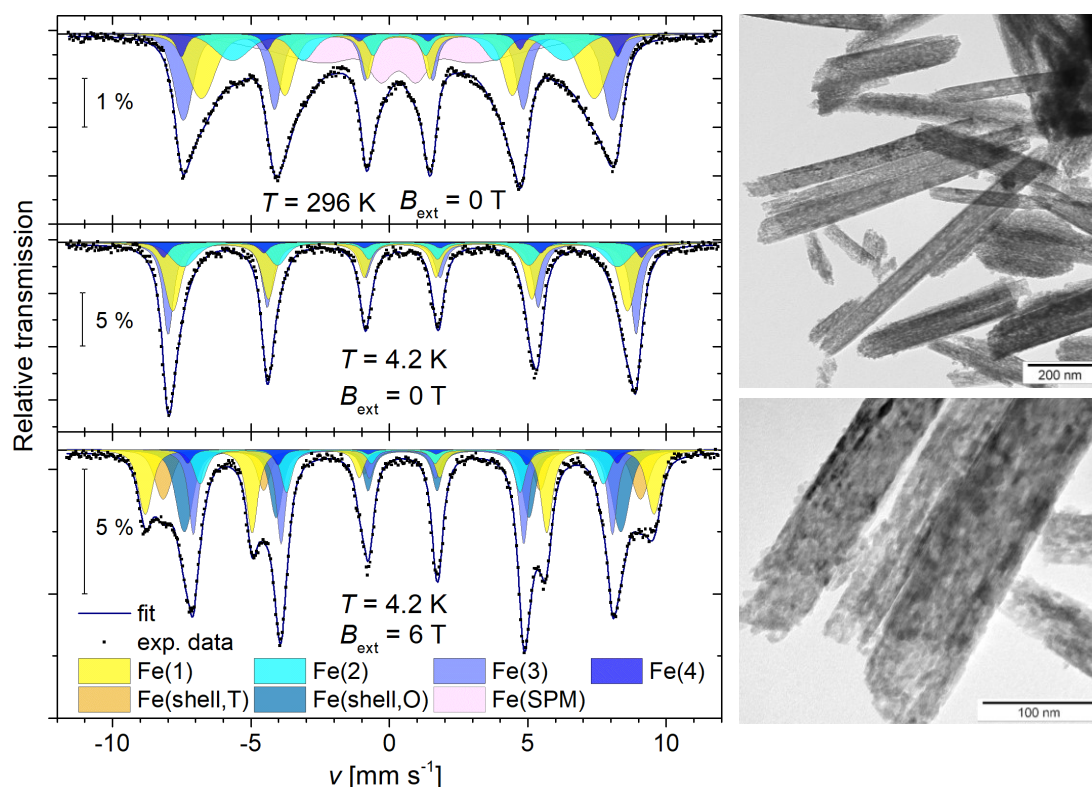 Relative transmission
1 %
T = 296 K B_ext = 0 T
5 %
T = 4.2 K
B_ext = 0 T
5 %
T = 4.2 K
B_ext = 6 T
fit
exp. data
Fe(1) Fe(2) Fe(3) Fe(4)
Fe(shell,T) Fe(shell,O) Fe(SPM)
-10 -5 0 5 10
v [mm s⁻¹]
200 nm
100 nm